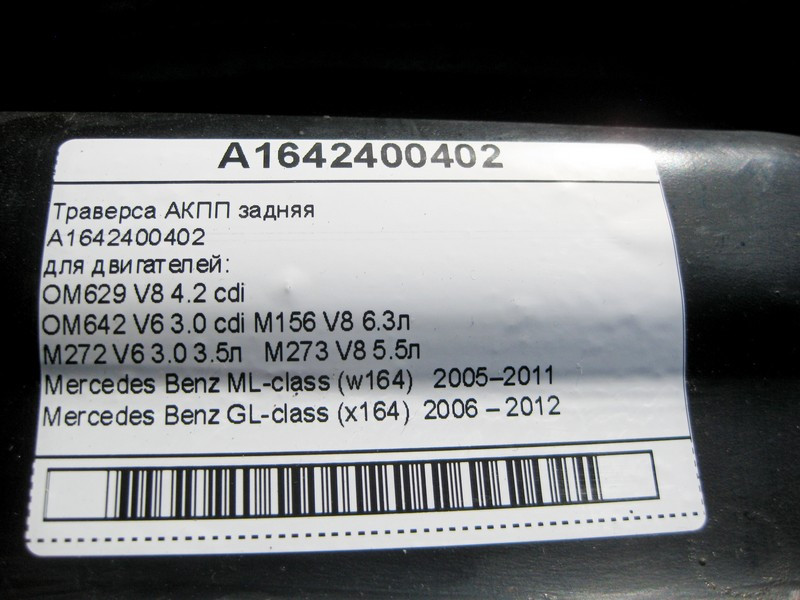 A1642400402
Траверса АКПП задняя
A1642400402
для двигателей:
OM629 V8 4.2 cdi
OM642 V6 3.0 cdi M156 V8 6.3л
M272 V6 3.0 3.5л M273 V8 5.5л
Mercedes Benz ML-class (w164) 2005–2011
Mercedes Benz GL-class (x164) 2006 – 2012